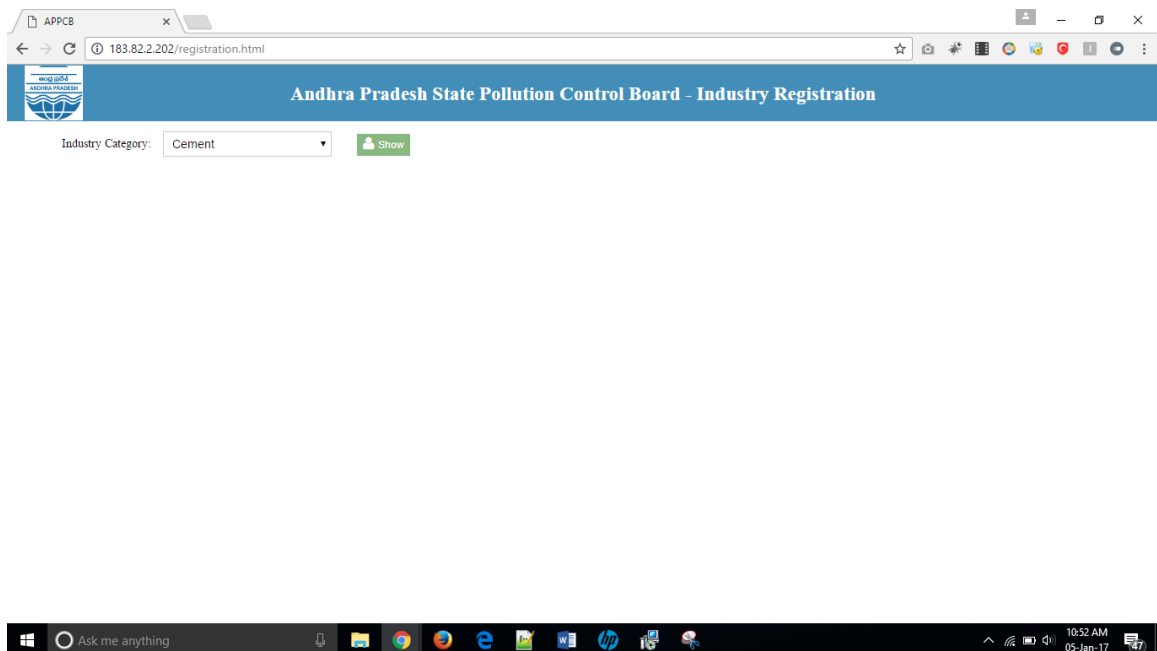 APPCB
183.82.2.202/registration.html
ఆంధ్ర ప్రదేశ్
ANDHRA PRADESH
Andhra Pradesh State Pollution Control Board - Industry Registration
Industry Category:
Cement
Show
Ask me anything
10:52 AM
05-Jan-17
47